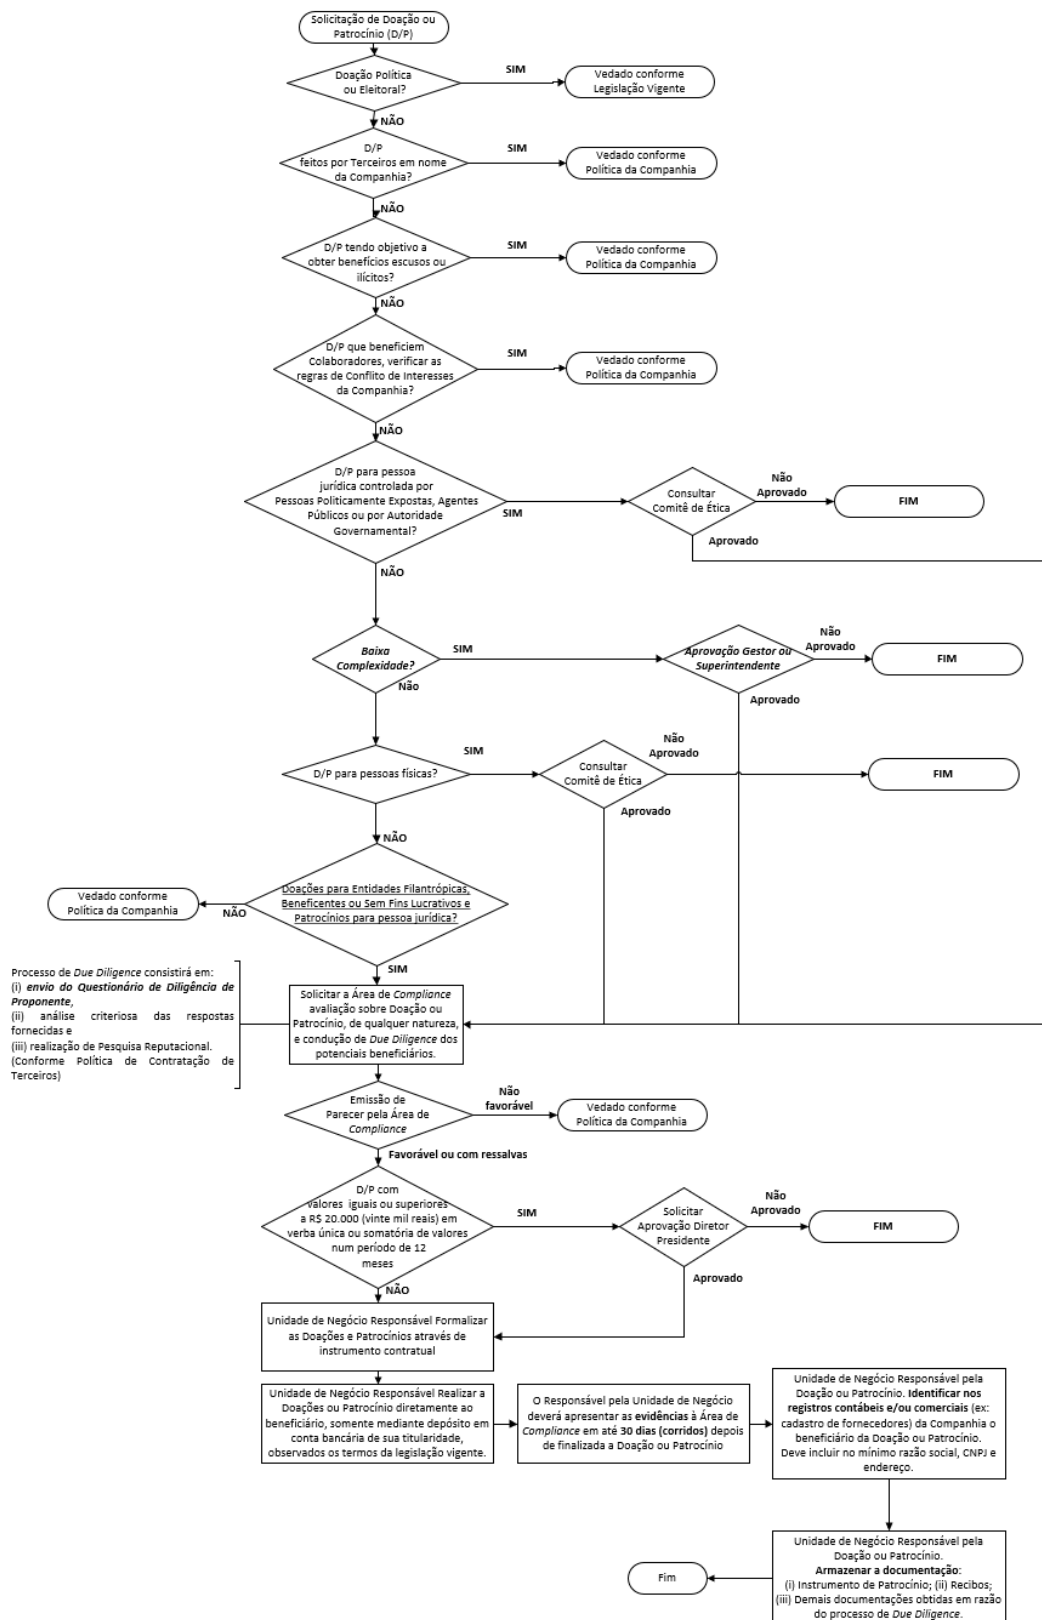 Solicitação de Doação ou
Patrocínio (D/P)
Doação Política
ou Eleitoral?
SIM
Vedado conforme
Legislação Vigente
NÃO
D/P
feitos por Terceiros em nome
da Companhia?
SIM
Vedado conforme
Política da Companhia
NÃO
D/P tendo objetivo a
obter benefícios escusos ou
ilícitos?
SIM
Vedado conforme
Política da Companhia
NÃO
D/P que beneficiem
Colaboradores, verificar as
regras de Conflito de Interesses
da Companhia?
SIM
Vedado conforme
Política da Companhia
NÃO
D/P para pessoa
jurídica controlada por
Pessoas Politicamente Expostas, Agentes
Públicos ou por Autoridade
Governamental?
SIM
Consultar
Comitê de Ética
Não
Aprovado
FIM
Aprovado
NÃO
Baixa
Complexidade?
SIM
Aprovação Gestor ou
Superintendente
Não
Aprovado
FIM
Aprovado
Não
D/P para pessoas físicas?
SIM
Consultar
Comitê de Ética
Não
Aprovado
FIM
Aprovado
NÃO
Doações para Entidades Filantrópicas,
Beneficentes ou Sem Fins Lucrativos e
Patrocínios para pessoa jurídica?
NÃO
Vedado conforme
Política da Companhia
SIM
Processo de Due Diligence consistirá em:
(i) envio do Questionário de Diligência de
Proponente,
(ii) análise criteriosa das respostas
fornecidas e
(iii) realização de Pesquisa Reputacional.
(Conforme Política de Contratação de
Terceiros)
Solicitar a Área de Compliance
avaliação sobre Doação ou
Patrocínio, de qualquer natureza,
e condução de Due Diligence dos
potenciais beneficiários.
Emissão de
Parecer pela Área de
Compliance
Não
favorável
Vedado conforme
Política da Companhia
Favorável ou com ressalvas
D/P com
valores iguais ou superiores
a R$ 20.000 (vinte mil reais) em
verba única ou somatória de valores
num período de 12
meses
SIM
Solicitar
Aprovação Diretor
Presidente
Não
Aprovado
FIM
Aprovado
NÃO
Unidade de Negócio Responsável Formalizar
as Doações e Patrocínios através de
instrumento contratual
Unidade de Negócio Responsável Realizar a
Doações ou Patrocínio diretamente ao
beneficiário, somente mediante depósito em
conta bancária de sua titularidade,
observados os termos da legislação vigente.
O Responsável pela Unidade de Negócio
deverá apresentar as evidências à Área de
Compliance em até 30 dias (corridos) depois
de finalizada a Doação ou Patrocínio
Unidade de Negócio Responsável pela
Doação ou Patrocínio. Identificar nos
registros contábeis e/ou comerciais (ex:
cadastro de fornecedores) da Companhia o
beneficiário da Doação ou Patrocínio.
Deve incluir no mínimo razão social, CNPJ e
endereço.
Unidade de Negócio Responsável pela
Doação ou Patrocínio.
Armazenar a documentação:
(i) Instrumento de Patrocínio; (ii) Recibos;
(iii) Demais documentações obtidas em razão
do processo de Due Diligence.
Fim